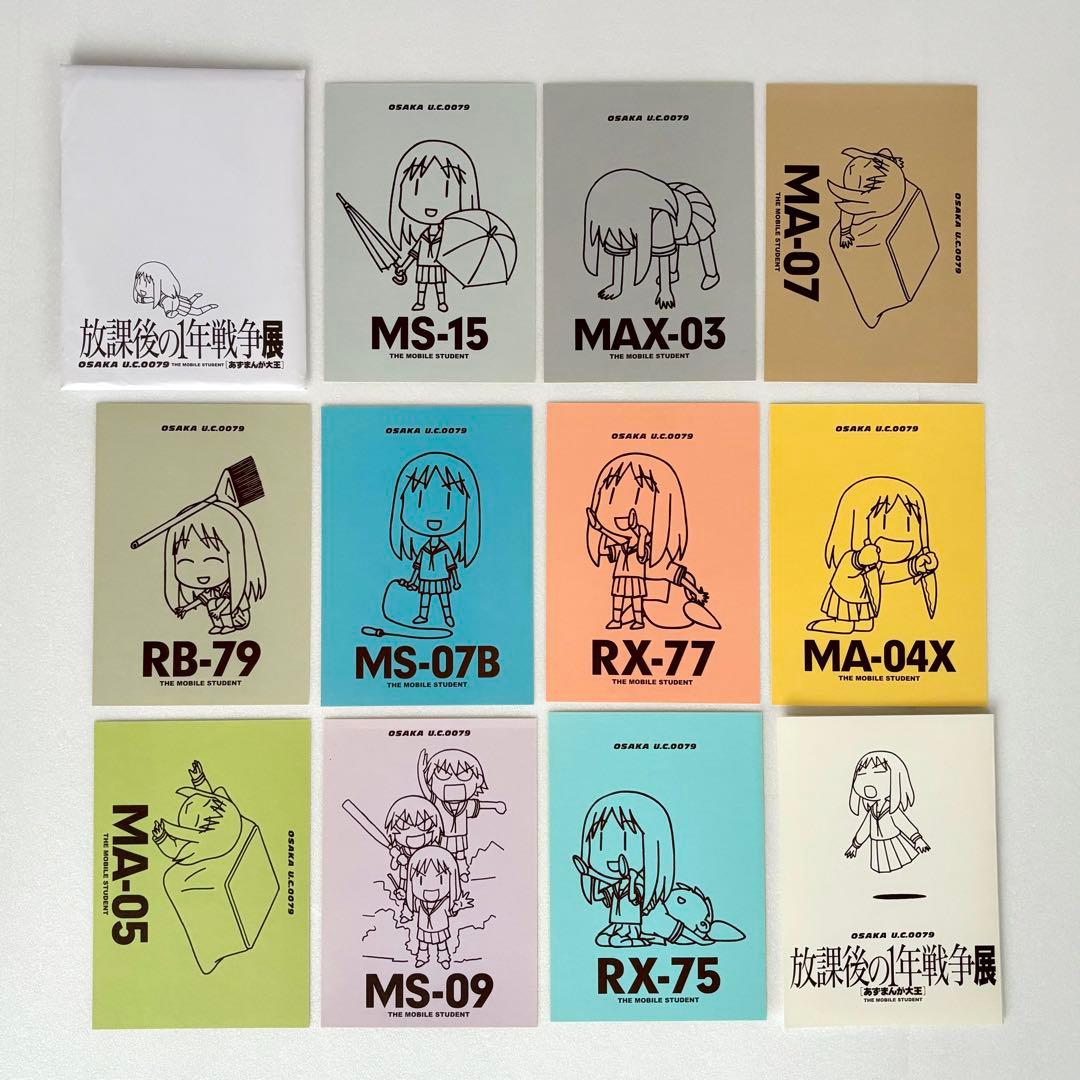 放課後の1年戦争展
OSAKA U.C.0079 THE MOBILE STUDENT [あずまんが大王]
OSAKA U.C.0079
MS-15
THE MOBILE STUDENT
OSAKA U.C.0079
MAX-03
THE MOBILE STUDENT
OSAKA U.C.0079
MA-07
THE MOBILE STUDENT
OSAKA U.C.0079
RB-79
THE MOBILE STUDENT
OSAKA U.C.0079
MS-07B
THE MOBILE STUDENT
OSAKA U.C.0079
RX-77
THE MOBILE STUDENT
OSAKA U.C.0079
MA-04X
THE MOBILE STUDENT
OSAKA U.C.0079
MA-05
THE MOBILE STUDENT
OSAKA U.C.0079
MS-09
THE MOBILE STUDENT
OSAKA U.C.0079
RX-75
THE MOBILE STUDENT
OSAKA U.C.0079
放課後の1年戦争展
[あずまんが大王]
THE MOBILE STUDENT